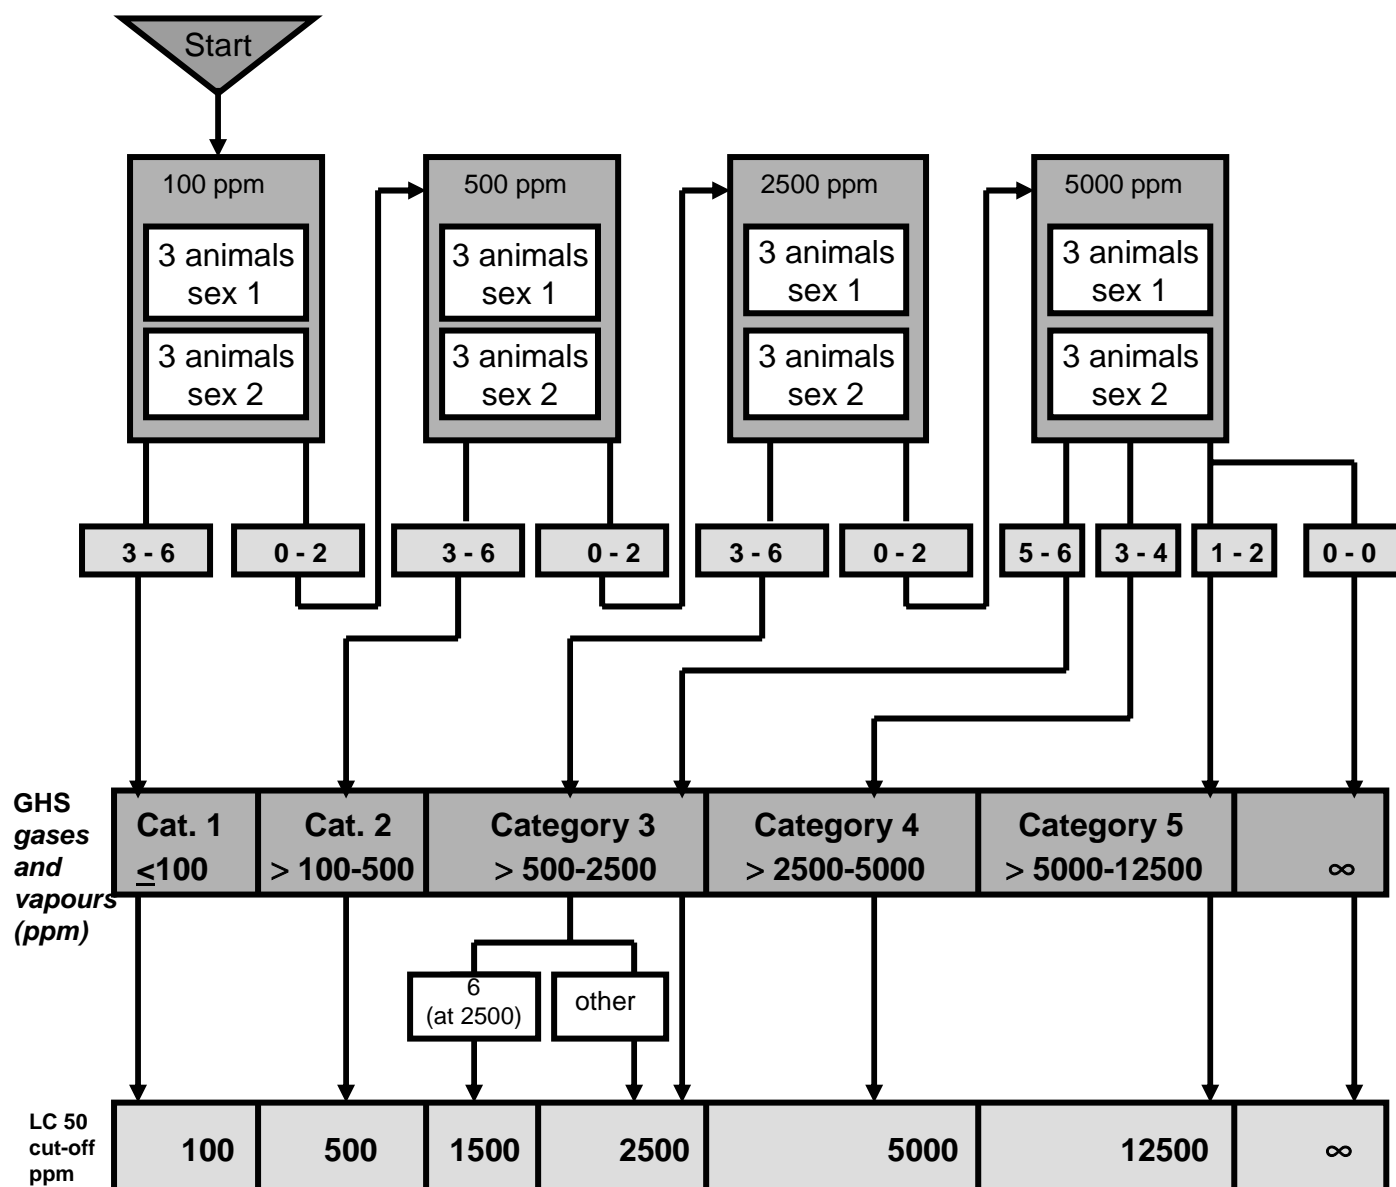 Start
100 ppm
3 animals
sex 1
3 animals
sex 2
500 ppm
3 animals
sex 1
3 animals
sex 2
2500 ppm
3 animals
sex 1
3 animals
sex 2
5000 ppm
3 animals
sex 1
3 animals
sex 2
3 - 6
0 - 2
3 - 6
0 - 2
3 - 6
0 - 2
5 - 6
3 - 4
1 - 2
0 - 0
GHS
gases
and
vapours
(ppm)
Cat. 1
≤100
Cat. 2
> 100-500
Category 3
> 500-2500
Category 4
> 2500-5000
Category 5
> 5000-12500
∞
6
(at 2500)
other
LC 50
cut-off
ppm
100
500
1500
2500
5000
12500
∞